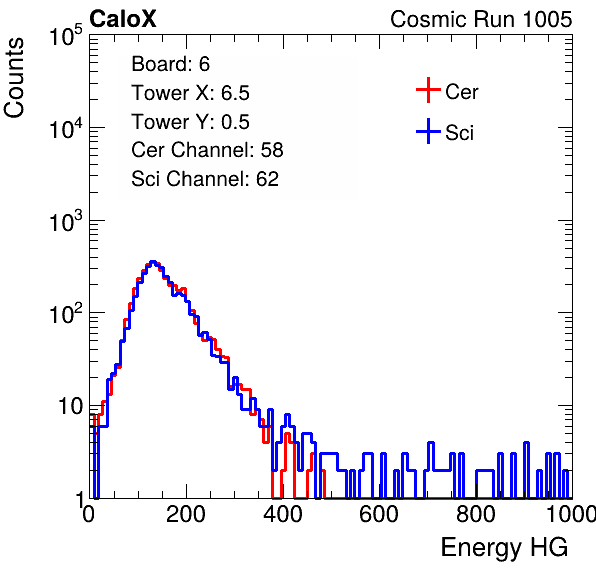 CaloX Cosmic Run 1005
Counts
10^5
10^4
10^3
10^2
10
1
Board: 6
Tower X: 6.5
Tower Y: 0.5
Cer Channel: 58
Sci Channel: 62
Cer
Sci
0 200 400 600 800 1000
Energy HG